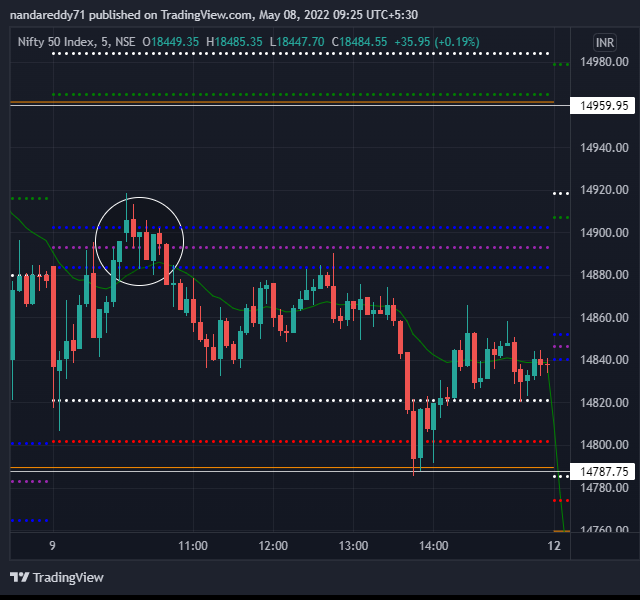 nandareddy71 published on TradingView.com, May 08, 2022 09:25 UTC+5:30
Nifty 50 Index, 5, NSE O18449.35 H18485.35 L18447.70 C18484.55 +35.95 (+0.19%)
INR
14980.00
14959.95
14940.00
14920.00
14900.00
14880.00
14860.00
14840.00
14820.00
14800.00
14787.75
14780.00
14760.00
9 11:00 12:00 13:00 14:00 12
TradingView